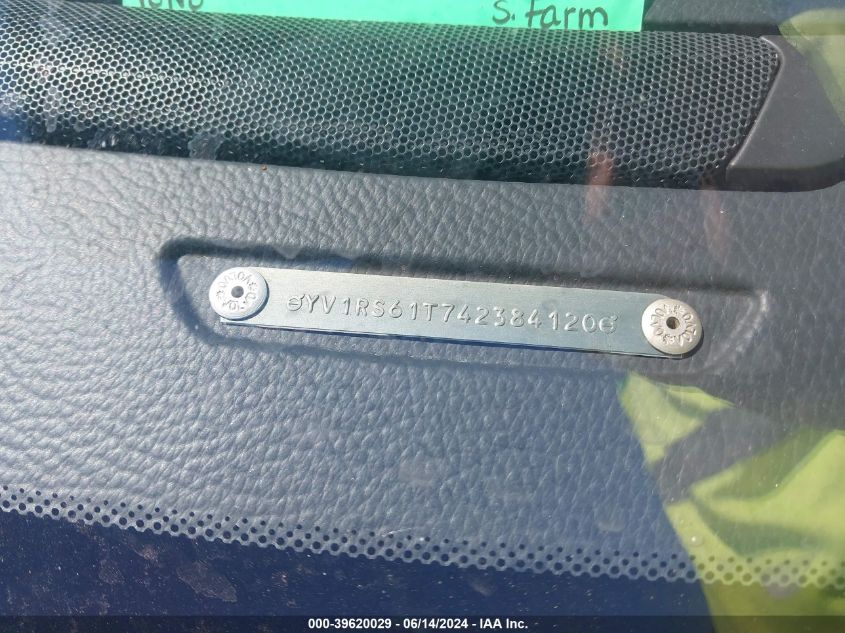 S. Farm
YV1RS61T742384120
000-39620029 - 06/14/2024 - IAA Inc.